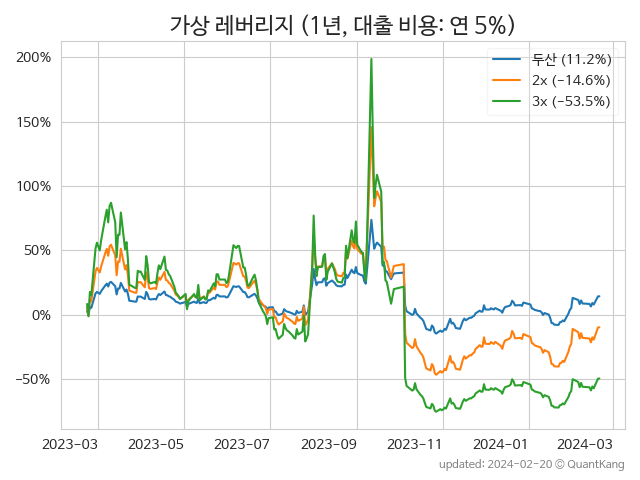 가상 레버리지 (1년, 대출 비용: 연 5%)
두산 (11.2%)
2x (-14.6%)
3x (-53.5%)
200%
150%
100%
50%
0%
-50%
2023-03 2023-05 2023-07 2023-09 2023-11 2024-01 2024-03
updated: 2024-02-20 © QuantKang